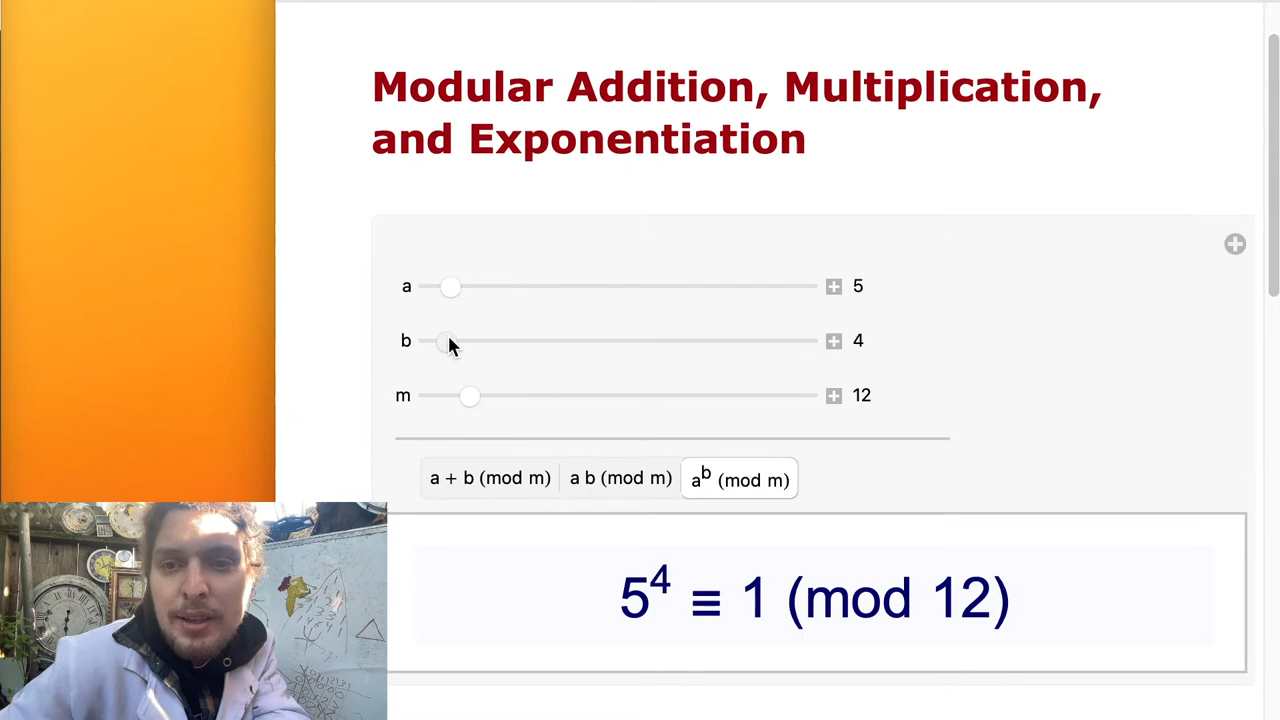 Modular Addition, Multiplication,
and Exponentiation
a 5
b 4
m 12
a + b (mod m) a b (mod m) a^b (mod m)
5^4 ≡ 1 (mod 12)